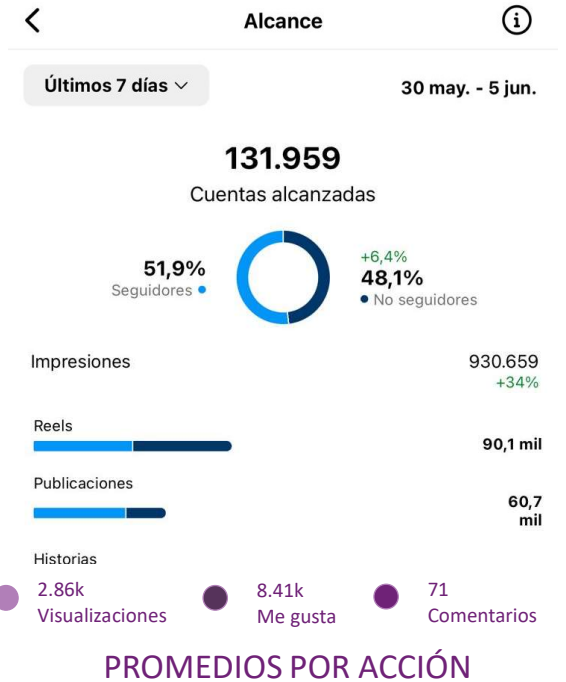 Alcance
Últimos 7 días
30 may. - 5 jun.
131.959
Cuentas alcanzadas
51,9%
Seguidores
+6,4%
48,1%
No seguidores
Impresiones
930.659
+34%
Reels
90,1 mil
Publicaciones
60,7
mil
Historias
2.86k
Visualizaciones
8.41k
Me gusta
71
Comentarios
PROMEDIOS POR ACCIÓN